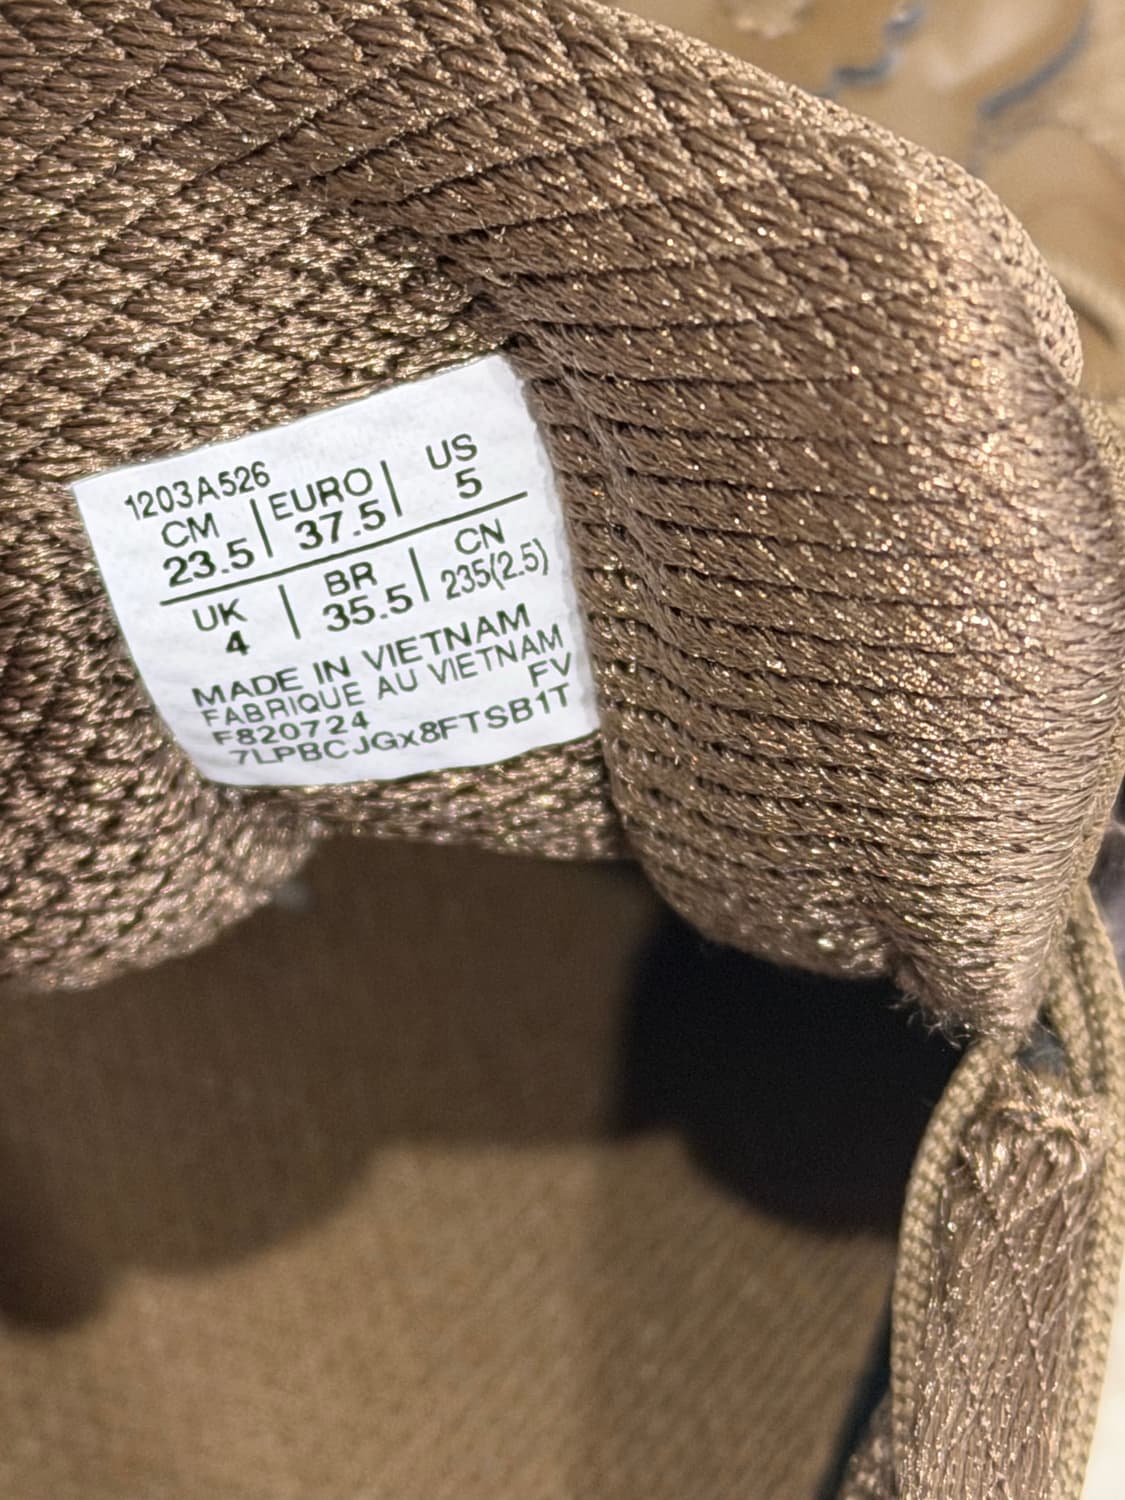 1203A526
CM | EURO | US
23.5 | 37.5 | 5
UK | BR | CN
4 | 35.5 | 235(2.5)
MADE IN VIETNAM
FABRIQUE AU VIETNAM
FV
F820724
7LPBCJGx8FTSB1T